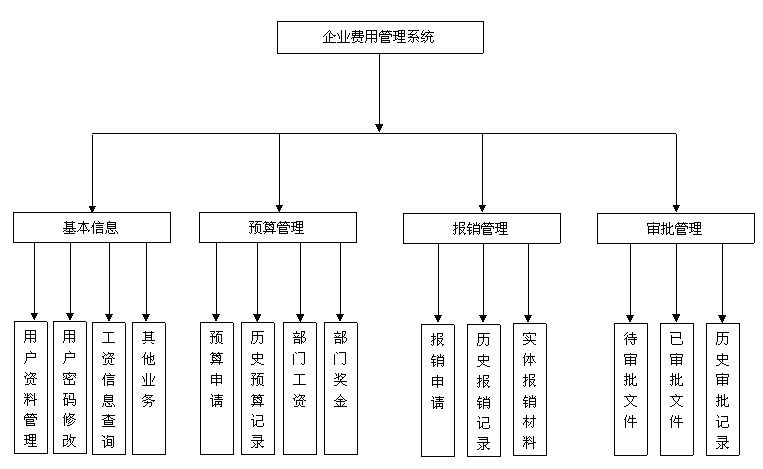 企业费用管理系统
基本信息
预算管理
报销管理
审批管理
用户资料管理
用户密码修改
工资信息查询
其他业务
预算申请
历史预算记录
部门工资
部门奖金
报销申请
历史报销记录
实体报销材料
待审批文件
已审批文件
历史审批记录